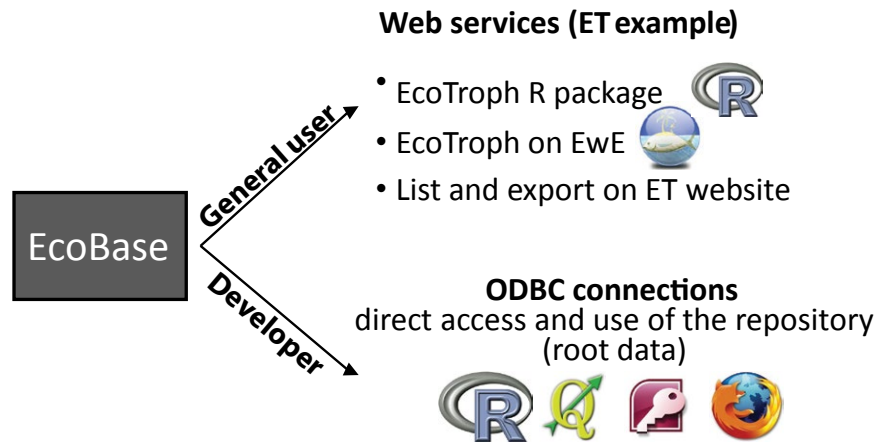 Web services (ET example)
• EcoTroph R package R
• EcoTroph on EwE
• List and export on ET website
General user
EcoBase
Developer
ODBC connections
direct access and use of the repository
(root data)
R Q